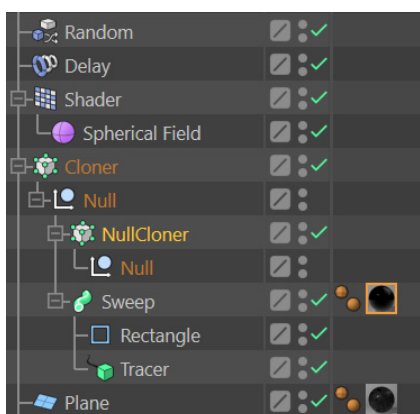 Random
Delay
Shader
Spherical Field
Cloner
Null
NullCloner
Null
Sweep
Rectangle
Tracer
Plane